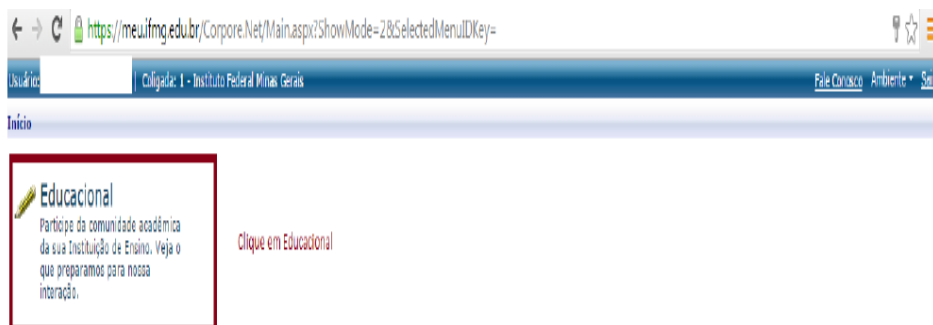 https://meu.ifmg.edu.br/Corpore.Net/Main.aspx?ShowMode=2&SelectedMenuIDKey=
Usuário: | Coligada: 1 - Instituto Federal Minas Gerais Fale Conosco Ambiente
Início
Educacional
Participe da comunidade acadêmica
da sua Instituição de Ensino. Veja o
que preparamos para nossa
interação.
Clique em Educacional